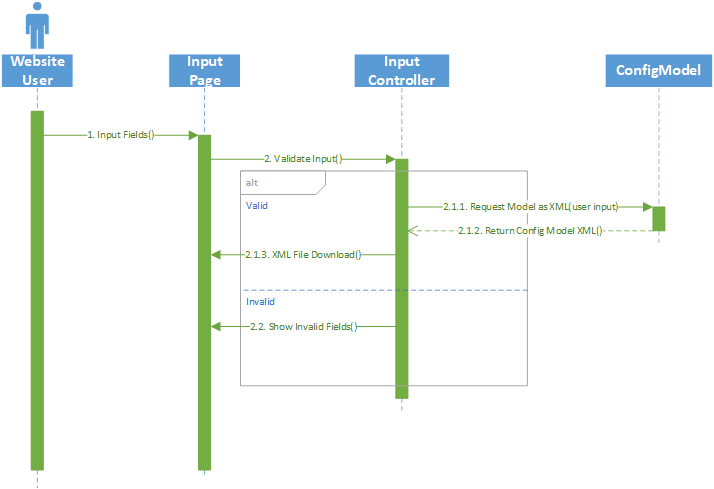 Website
User
Input
Page
Input
Controller
ConfigModel
1. Input Fields()
2. Validate Input()
alt
Valid
2.1.1. Request Model as XML(user input)
2.1.2. Return Config Model XML()
2.1.3. XML File Download()
Invalid
2.2. Show Invalid Fields()